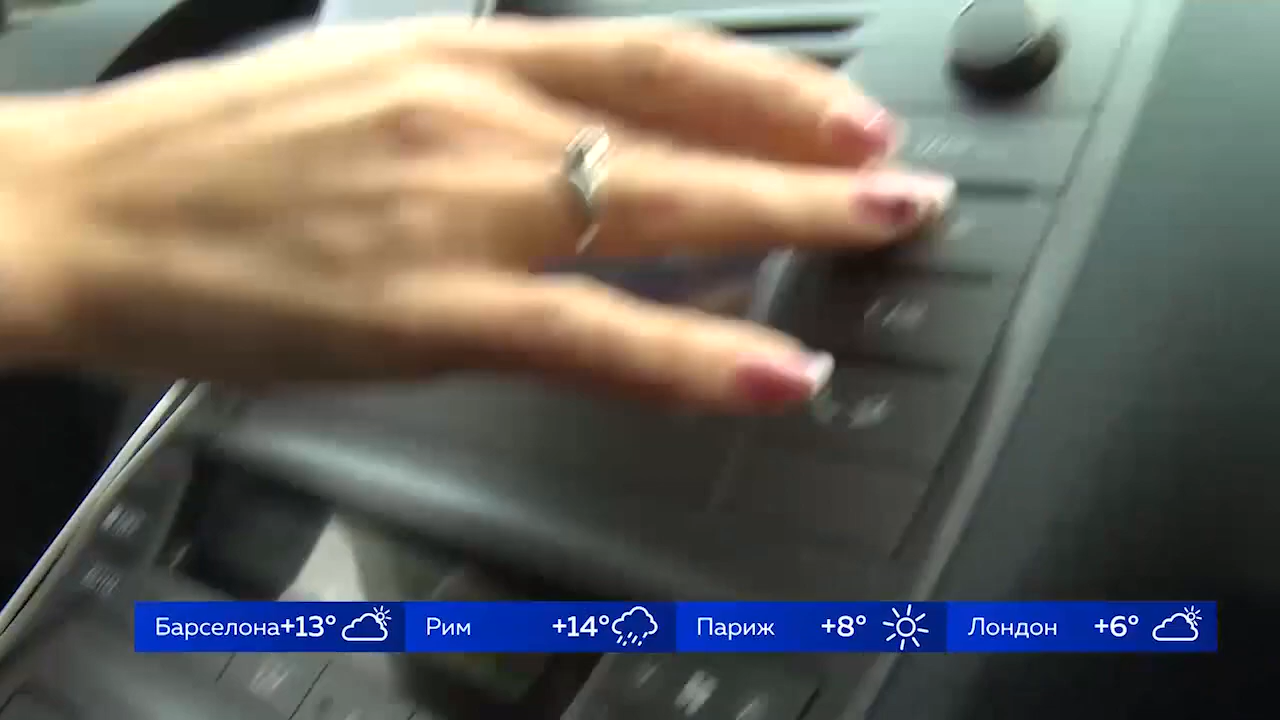 Барселона +13° Рим +14° Париж +8° Лондон +6°